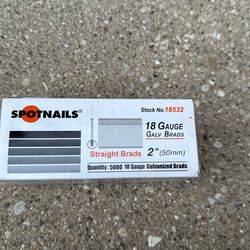 Stock No.18532
SPOTNAILS®
18 GAUGE
GALV BRADS
Straight Brads
2" (50mm)
Quantity : 5000 18 Gauge Galvanized Brads